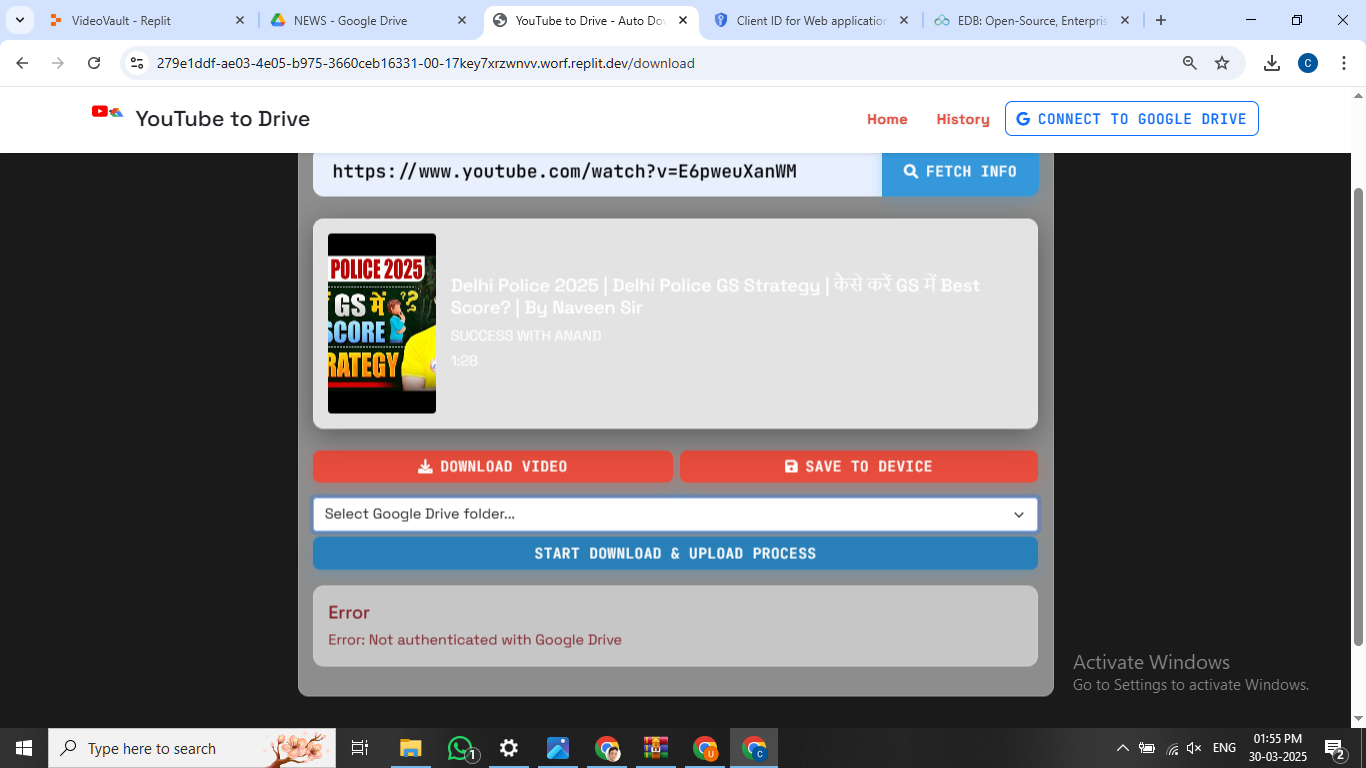 VideoVault - Replit
NEWS - Google Drive
YouTube to Drive - Auto Do
Client ID for Web application
EDB: Open-Source, Enterpris
279e1ddf-ae03-4e05-b975-3660ceb16331-00-17key7xrzwnvv.worf.replit.dev/download
C
YouTube to Drive
Home
History
G CONNECT TO GOOGLE DRIVE
https://www.youtube.com/watch?v=E6pweuXanWM
FETCH INFO
POLICE 2025
GS में
SCORE
RATEGY
Delhi Police 2025 | Delhi Police GS Strategy | केसे करें GS में Best
Score? | By Naveen Sir
SUCCESS WITH ANAND
1:28
DOWNLOAD VIDEO
SAVE TO DEVICE
Select Google Drive folder...
START DOWNLOAD & UPLOAD PROCESS
Error
Error: Not authenticated with Google Drive
Activate Windows
Go to Settings to activate Windows.
Type here to search
1
U
C
ENG
01:55 PM
30-03-2025
2